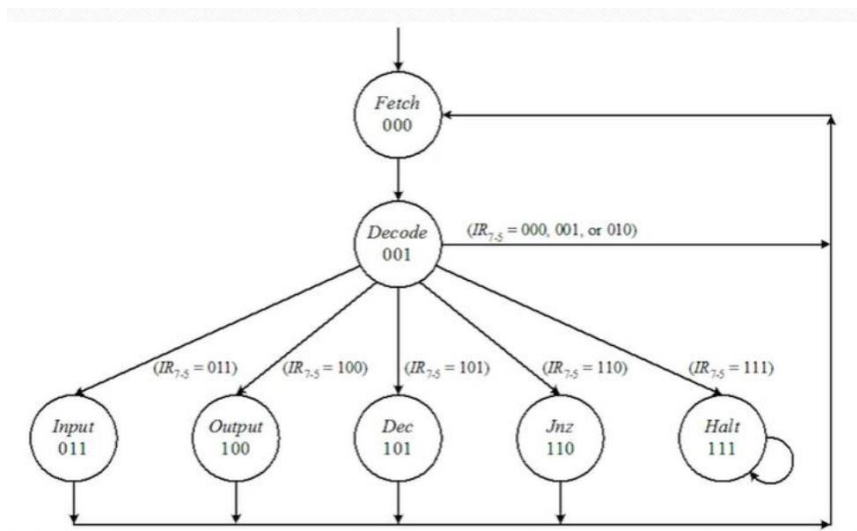 Fetch
000
Decode
001
(IR7-5 = 000, 001, or 010)
(IR7-5 = 011)
(IR7-5 = 100)
(IR7-5 = 101)
(IR7-5 = 110)
(IR7-5 = 111)
Input
011
Output
100
Dec
101
Jnz
110
Halt
111